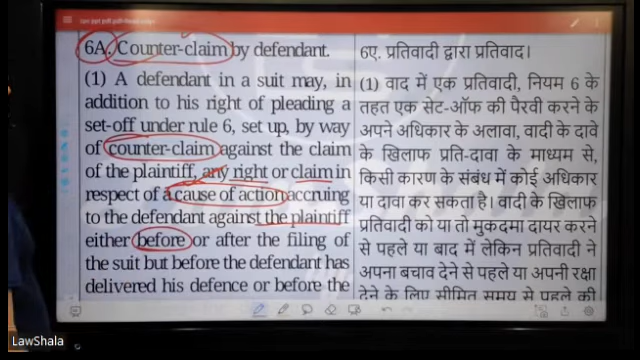 6A. Counter-claim by defendant.
(1) A defendant in a suit may, in
addition to his right of pleading a
set-off under rule 6, set up, by way
of counter-claim against the claim
of the plaintiff, any right or claim in
respect of a cause of action accruing
to the defendant against the plaintiff
either before or after the filing of
the suit but before the defendant has
delivered his defence or before the
6ए. प्रतिवादी द्वारा प्रतिवाद।
(1) वाद में एक प्रतिवादी, नियम 6 के
तहत एक सेट-ऑफ की पैरवी करने के
अपने अधिकार के अलावा, वादी के दावे
के खिलाफ प्रति-दावा के माध्यम से,
किसी कारण के संबंध में कोई अधिकार
या दावा कर सकता है। वादी के खिलाफ
प्रतिवादी को या तो मुकदमा दायर करने
से पहले या बाद में लेकिन प्रतिवादी ने
अपना बचाव देने से पहले या अपनी रक्षा
देने के लिए सीमित समय से पहले की
LawShala